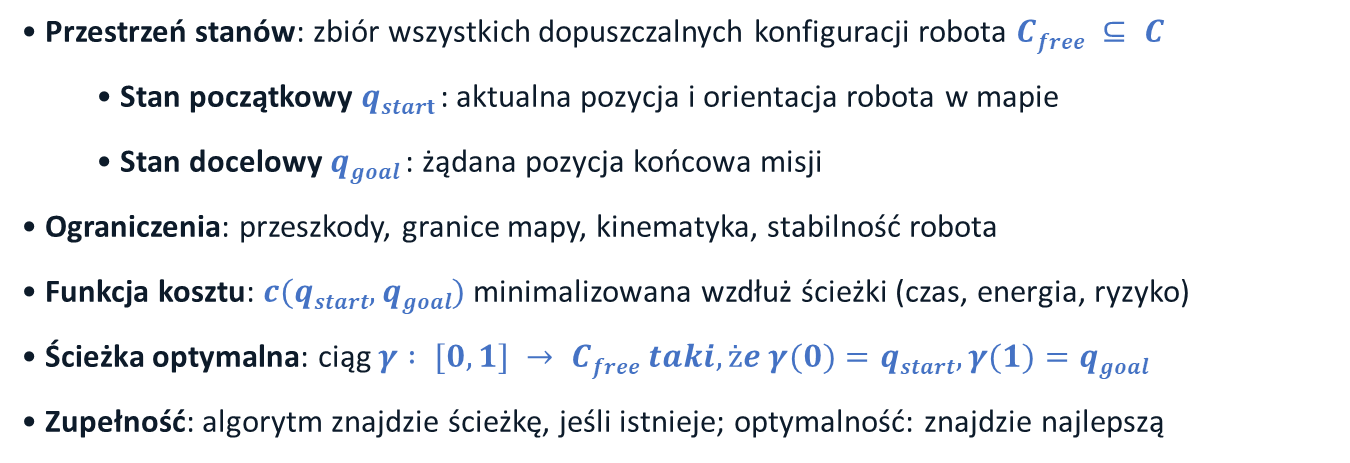 • Przestrzeń stanów: zbiór wszystkich dopuszczalnych konfiguracji robota C_free ⊆ C
• Stan początkowy q_start : aktualna pozycja i orientacja robota w mapie
• Stan docelowy q_goal : żądana pozycja końcowa misji
• Ograniczenia: przeszkody, granice mapy, kinematyka, stabilność robota
• Funkcja kosztu: c(q_start, q_goal) minimalizowana wzdłuż ścieżki (czas, energia, ryzyko)
• Ścieżka optymalna: ciąg γ : [0, 1] → C_free taki, że γ(0) = q_start, γ(1) = q_goal
• Zupełność: algorytm znajdzie ścieżkę, jeśli istnieje; optymalność: znajdzie najlepszą